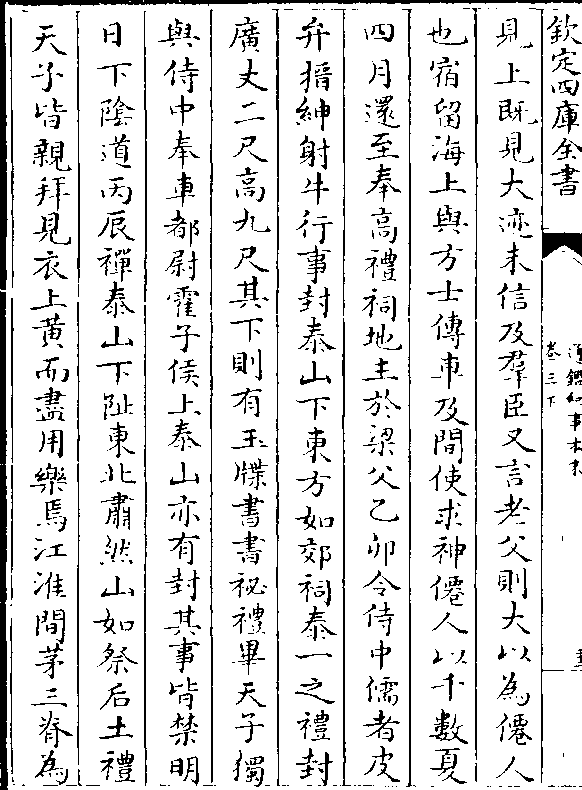 欽定四庫全書
通鑑紀事本末
卷三下
見上既見大迹未信及羣臣又言老父則大以為僊人
也宿留海上與方士傳車及間使求神僊人以千數夏
四月還至奉高禮祠地主於梁父乙卯令侍中儒者皮
弁搢紳射牛行事封泰山下東方如郊祠泰一之禮封
廣丈二尺高九尺其下則有玉牒書書祕禮畢天子獨
與侍中奉車都尉霍子侯上泰山亦有封其事皆禁明
日下陰道丙辰禪泰山下阯東北肅然山如祭后土禮
天子皆親拜見衣上黃而盡用樂焉江淮間茅三脊為